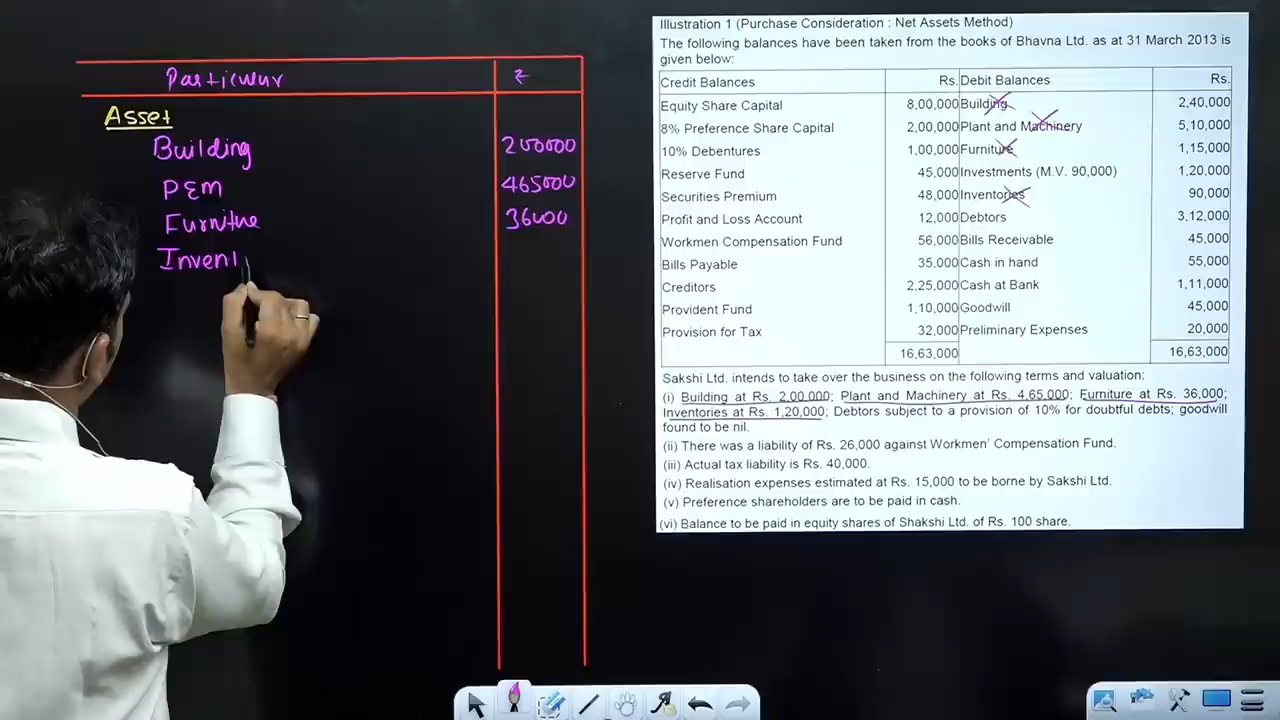 Particular ₹
Asset
Building 200000
P&M 465000
Furniture 36000
Inven
Illustration 1 (Purchase Consideration : Net Assets Method)
The following balances have been taken from the books of Bhavna Ltd. as at 31 March 2013 is
given below:
Credit Balances Rs. Debit Balances Rs.
Equity Share Capital 8,00,000 Building 2,40,000
8% Preference Share Capital 2,00,000 Plant and Machinery 5,10,000
10% Debentures 1,00,000 Furniture 1,15,000
Reserve Fund 45,000 Investments (M.V. 90,000) 1,20,000
Securities Premium 48,000 Inventories 90,000
Profit and Loss Account 12,000 Debtors 3,12,000
Workmen Compensation Fund 56,000 Bills Receivable 45,000
Bills Payable 35,000 Cash in hand 55,000
Creditors 2,25,000 Cash at Bank 1,11,000
Provident Fund 1,10,000 Goodwill 45,000
Provision for Tax 32,000 Preliminary Expenses 20,000
16,63,000 16,63,000
Sakshi Ltd. intends to take over the business on the following terms and valuation:
(i) Building at Rs. 2,00,000; Plant and Machinery at Rs. 4,65,000; Furniture at Rs. 36,000;
Inventories at Rs. 1,20,000; Debtors subject to a provision of 10% for doubtful debts; goodwill
found to be nil.
(ii) There was a liability of Rs. 26,000 against Workmen' Compensation Fund.
(iii) Actual tax liability is Rs. 40,000.
(iv) Realisation expenses estimated at Rs. 15,000 to be borne by Sakshi Ltd.
(v) Preference shareholders are to be paid in cash.
(vi) Balance to be paid in equity shares of Shakshi Ltd. of Rs. 100 share.